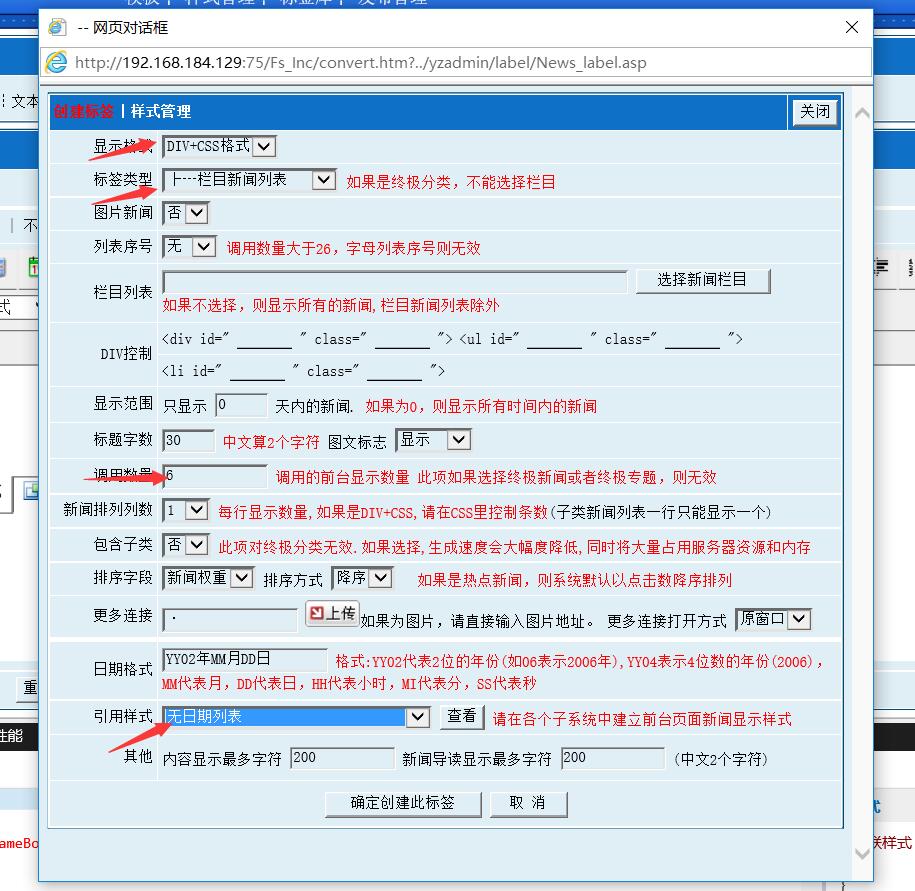 模板 | 样式管理 | 标签库 | 发布管理
-- 网页对话框
http://192.168.184.129:75/Fs_Inc/convert.htm?../yzadmin/label/News_label.asp
文本
创建标签 | 样式管理 关闭
显示格式 DIV+CSS格式
标签类型 ├┄栏目新闻列表 如果是终极分类，不能选择栏目
图片新闻 否
不
列表序号 无 调用数量大于26，字母列表序号则无效
栏目列表 选择新闻栏目
如果不选择，则显示所有的新闻,栏目新闻列表除外
式
DIV控制 <div id=" " class=" "> <ul id=" " class=" ">
<li id=" " class=" ">
显示范围 只显示 0 天内的新闻. 如果为0，则显示所有时间内的新闻
标题字数 30 中文算2个字符 图文标志 显示
调用数量 6 调用的前台显示数量 此项如果选择终极新闻或者终极专题，则无效
新闻排列列数 1 每行显示数量,如果是DIV+CSS,请在CSS里控制条数(子类新闻列表一行只能显示一个)
包含子类 否 此项对终极分类无效.如果选择,生成速度会大幅度降低,同时将大量占用服务器资源和内存
排序字段 新闻权重 排序方式 降序 如果是热点新闻，则系统默认以点击数降序排列
更多连接 · 上传 如果为图片，请直接输入图片地址。 更多连接打开方式 原窗口
日期格式 YY02年MM月DD日 格式:YY02代表2位的年份(如06表示2006年),YY04表示4位数的年份(2006)，
MM代表月，DD代表日，HH代表小时，MI代表分，SS代表秒
重
引用样式 无日期列表 查看 请在各个子系统中建立前台页面新闻显示样式
性能
其他 内容显示最多字符 200 新闻导读显示最多字符 200 (中文2个字符)
确定创建此标签 取 消
式
ameBo
联样式
}